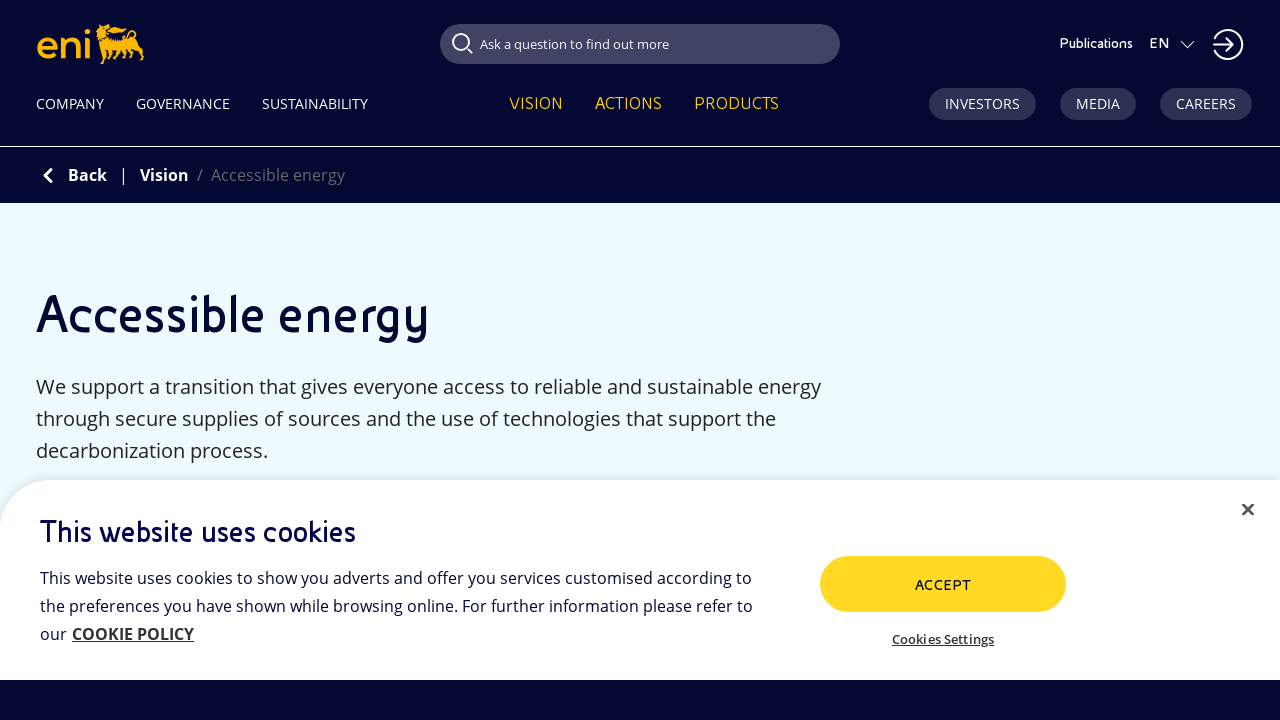 eni
Ask a question to find out more
Publications
EN
COMPANY
GOVERNANCE
SUSTAINABILITY
VISION
ACTIONS
PRODUCTS
INVESTORS
MEDIA
CAREERS
Back | Vision / Accessible energy
Accessible energy
We support a transition that gives everyone access to reliable and sustainable energy
through secure supplies of sources and the use of technologies that support the
decarbonization process.
This website uses cookies
This website uses cookies to show you adverts and offer you services customised according to
the preferences you have shown while browsing online. For further information please refer to
our COOKIE POLICY
ACCEPT
Cookies Settings